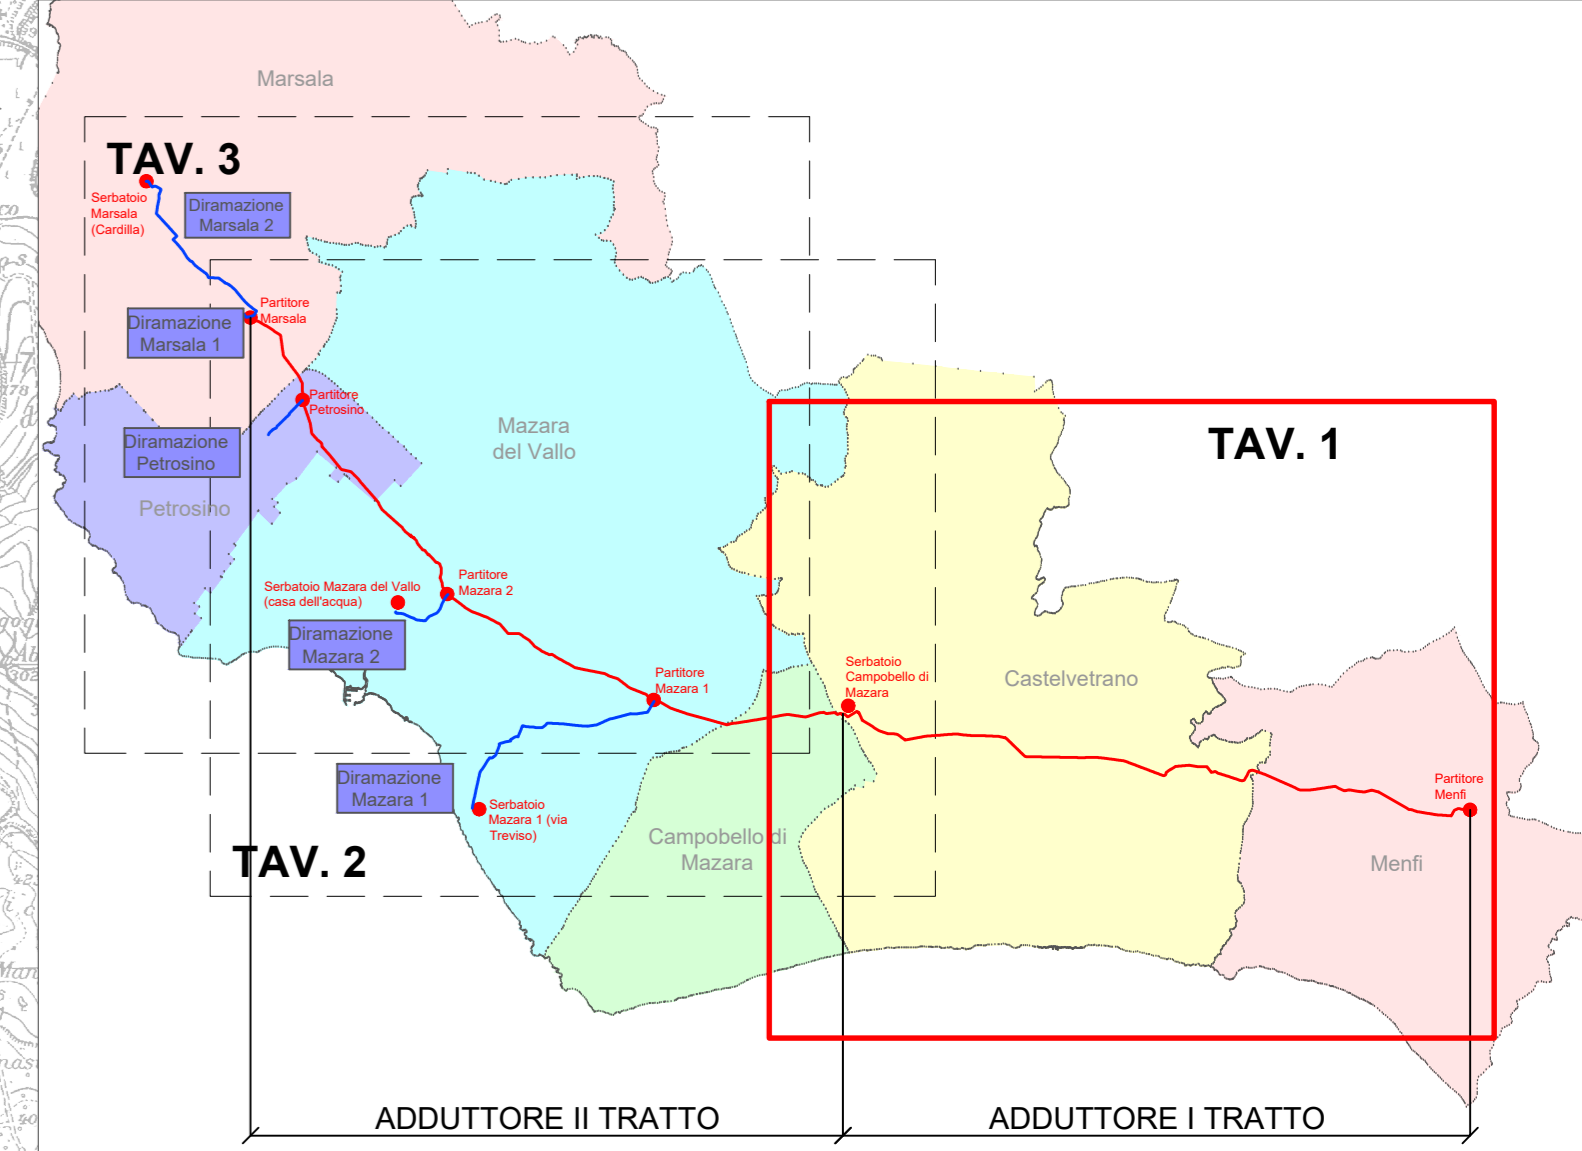 Marsala
TAV. 3
Serbatoio
Marsala
(Cardilla)
Diramazione
Marsala 2
Partitore
Marsala
Diramazione
Marsala 1
Partitore
Petrosino
Diramazione
Petrosino
Petrosino
Mazara
del Vallo
TAV. 1
Serbatoio Mazara del Vallo
(casa dell'acqua)
Partitore
Mazara 2
Diramazione
Mazara 2
Partitore
Mazara 1
Serbatoio
Campobello di
Mazara
Castelvetrano
Diramazione
Mazara 1
Serbatoio
Mazara 1 (via
Treviso)
Partitore
Menfi
TAV. 2
Campobello di
Mazara
Menfi
ADDUTTORE II TRATTO
ADDUTTORE I TRATTO